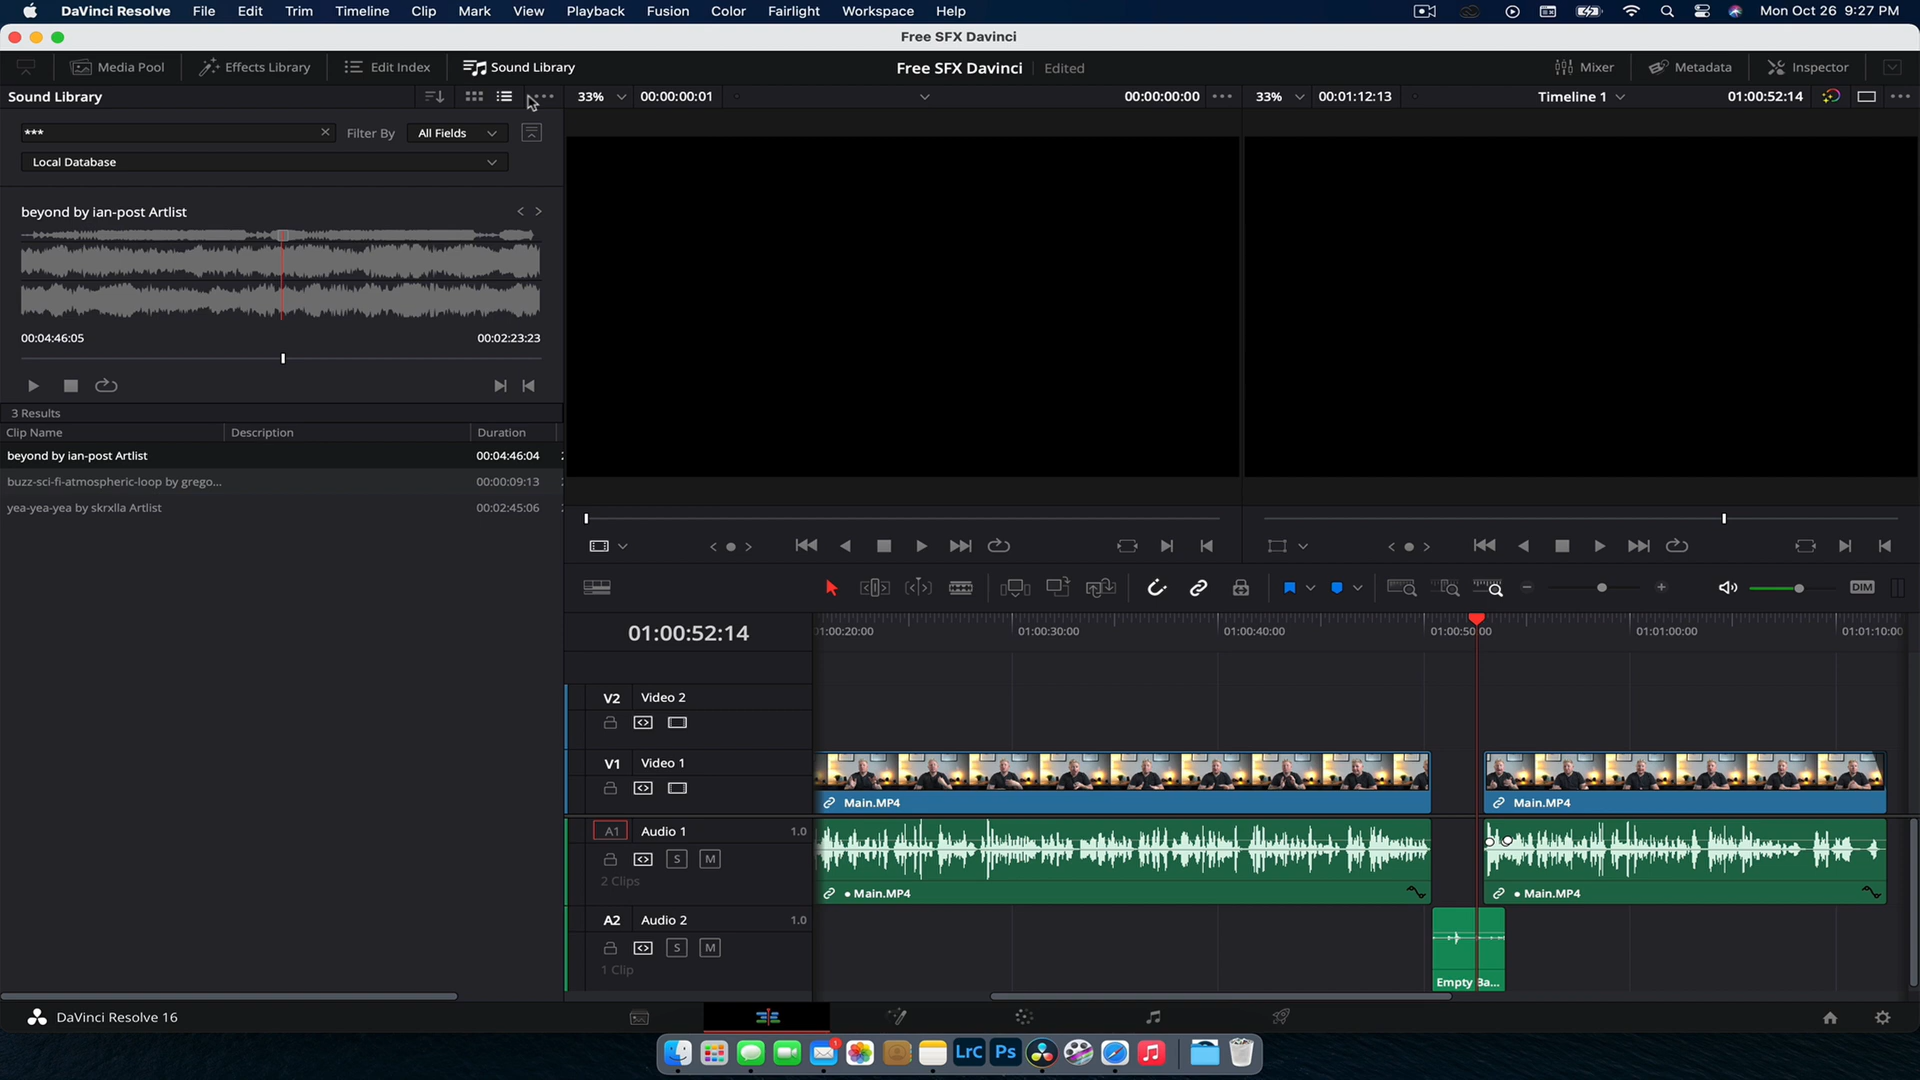 DaVinci Resolve File Edit Trim Timeline Clip Mark View Playback Fusion Color Fairlight Workspace Help Mon Oct 26 9:27 PM
Free SFX Davinci
Media Pool Effects Library Edit Index Sound Library Free SFX Davinci Edited Mixer Metadata Inspector
Sound Library 33% 00:00:00:01 00:00:00:00 33% 00:01:12:13 Timeline 1 01:00:52:14
*** Filter By All Fields
Local Database
beyond by ian-post Artlist
00:04:46:05 00:02:23:23
3 Results
Clip Name Description Duration
beyond by ian-post Artlist 00:04:46:04
buzz-sci-fi-atmospheric-loop by grego... 00:00:09:13
yea-yea-yea by skrxlla Artlist 00:02:45:06
DIM
01:00:52:14 01:00:20:00 01:00:30:00 01:00:40:00 01:00:50:00 01:01:00:00 01:01:10:00
V2 Video 2
V1 Video 1
Main.MP4 Main.MP4
A1 Audio 1 1.0
S M
2 Clips
• Main.MP4 • Main.MP4
A2 Audio 2 1.0
S M
1 Clip
Empty Ba...
DaVinci Resolve 16
1 LrC Ps